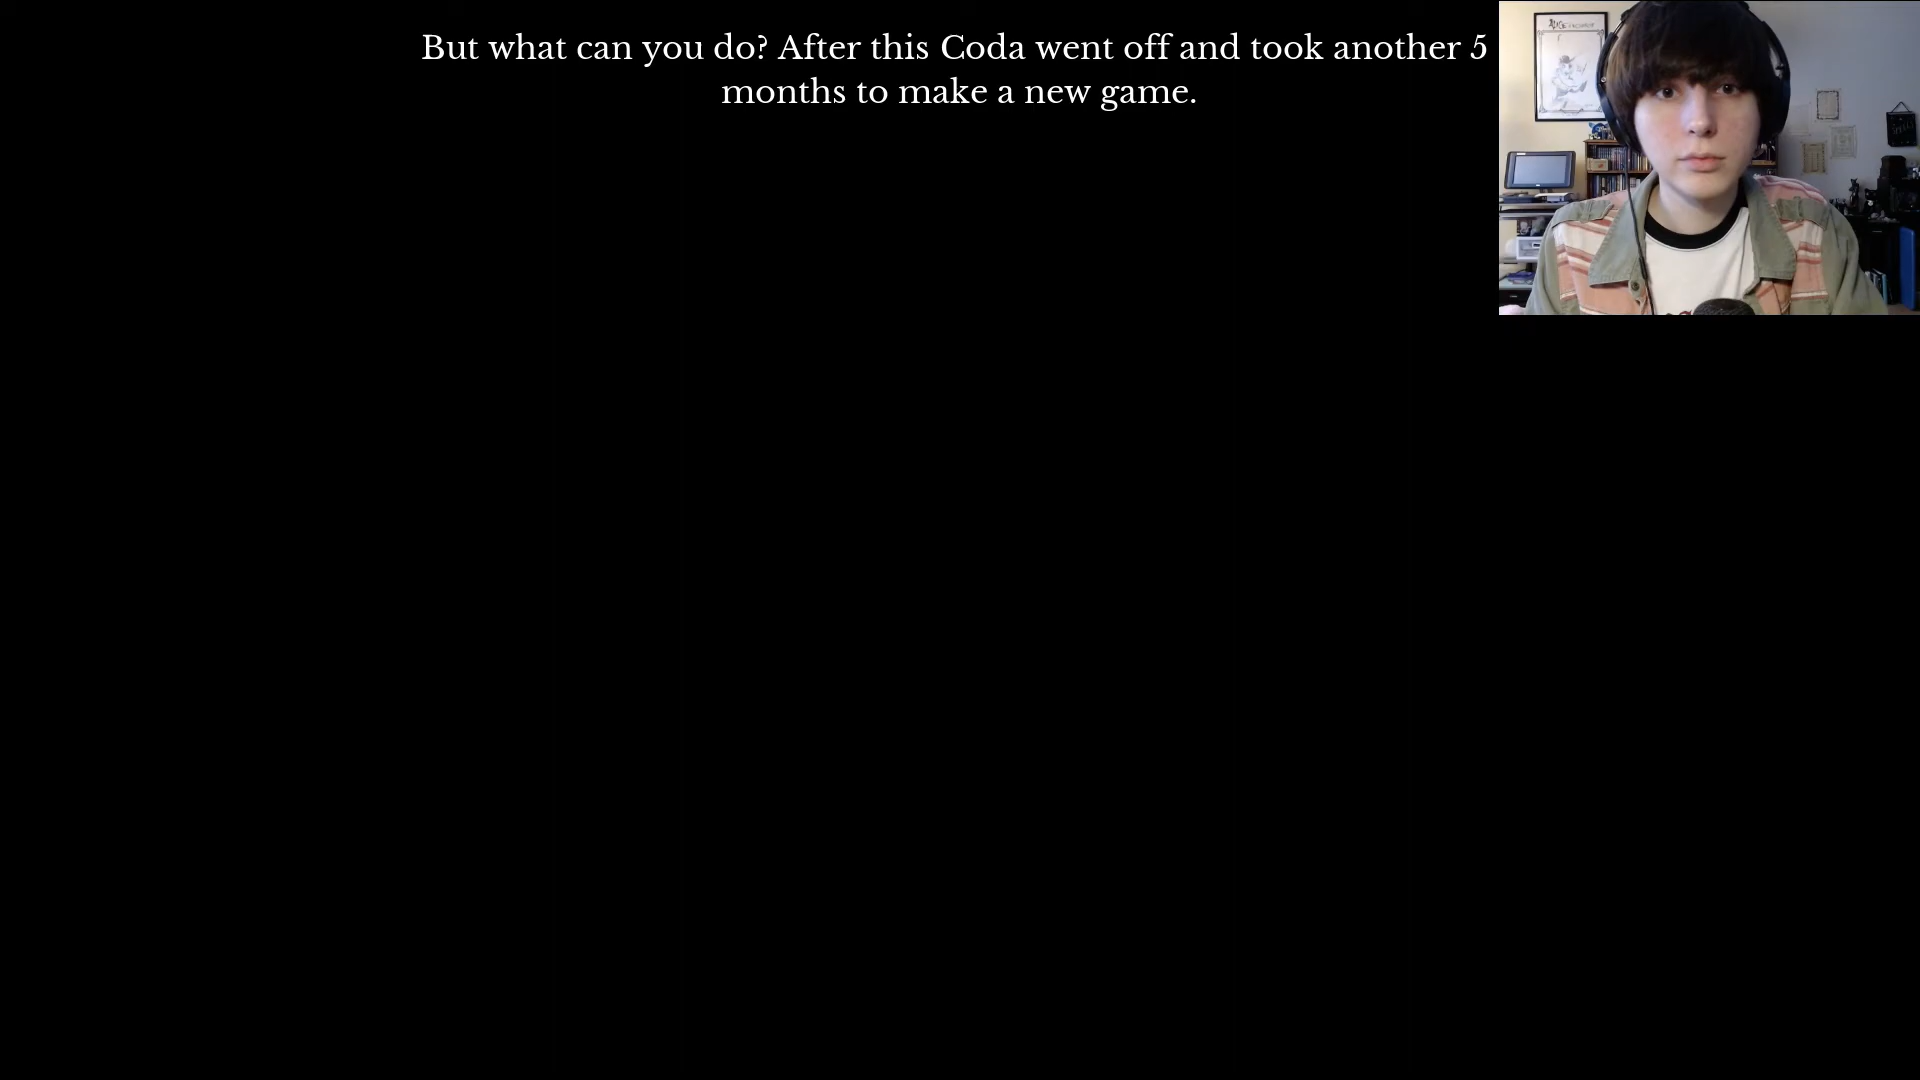 But what can you do? After this Coda went off and took another 5
months to make a new game.